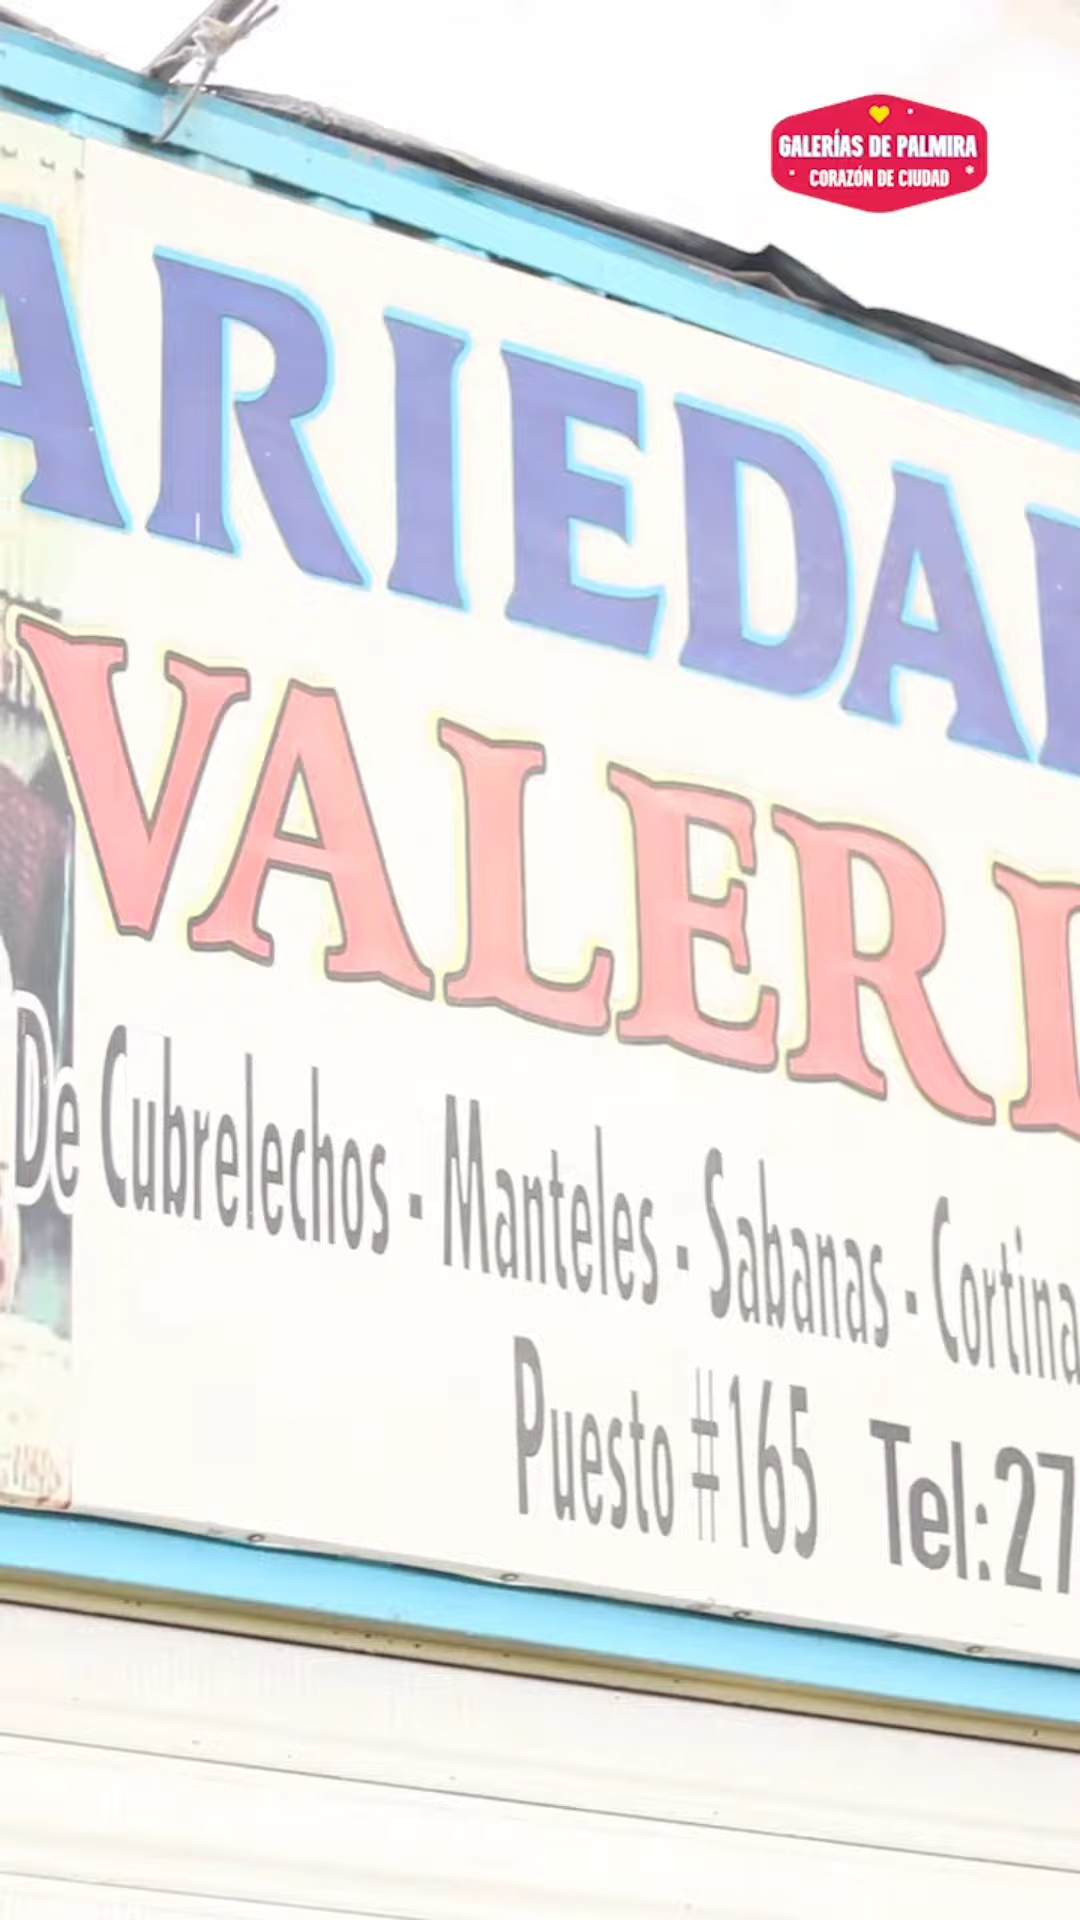 GALERÍAS DE PALMIRA
CORAZÓN DE CIUDAD
ARIEDA
VALERI
De Cubrelechos - Manteles - Sabanas - Cortina
Puesto #165 Tel:27